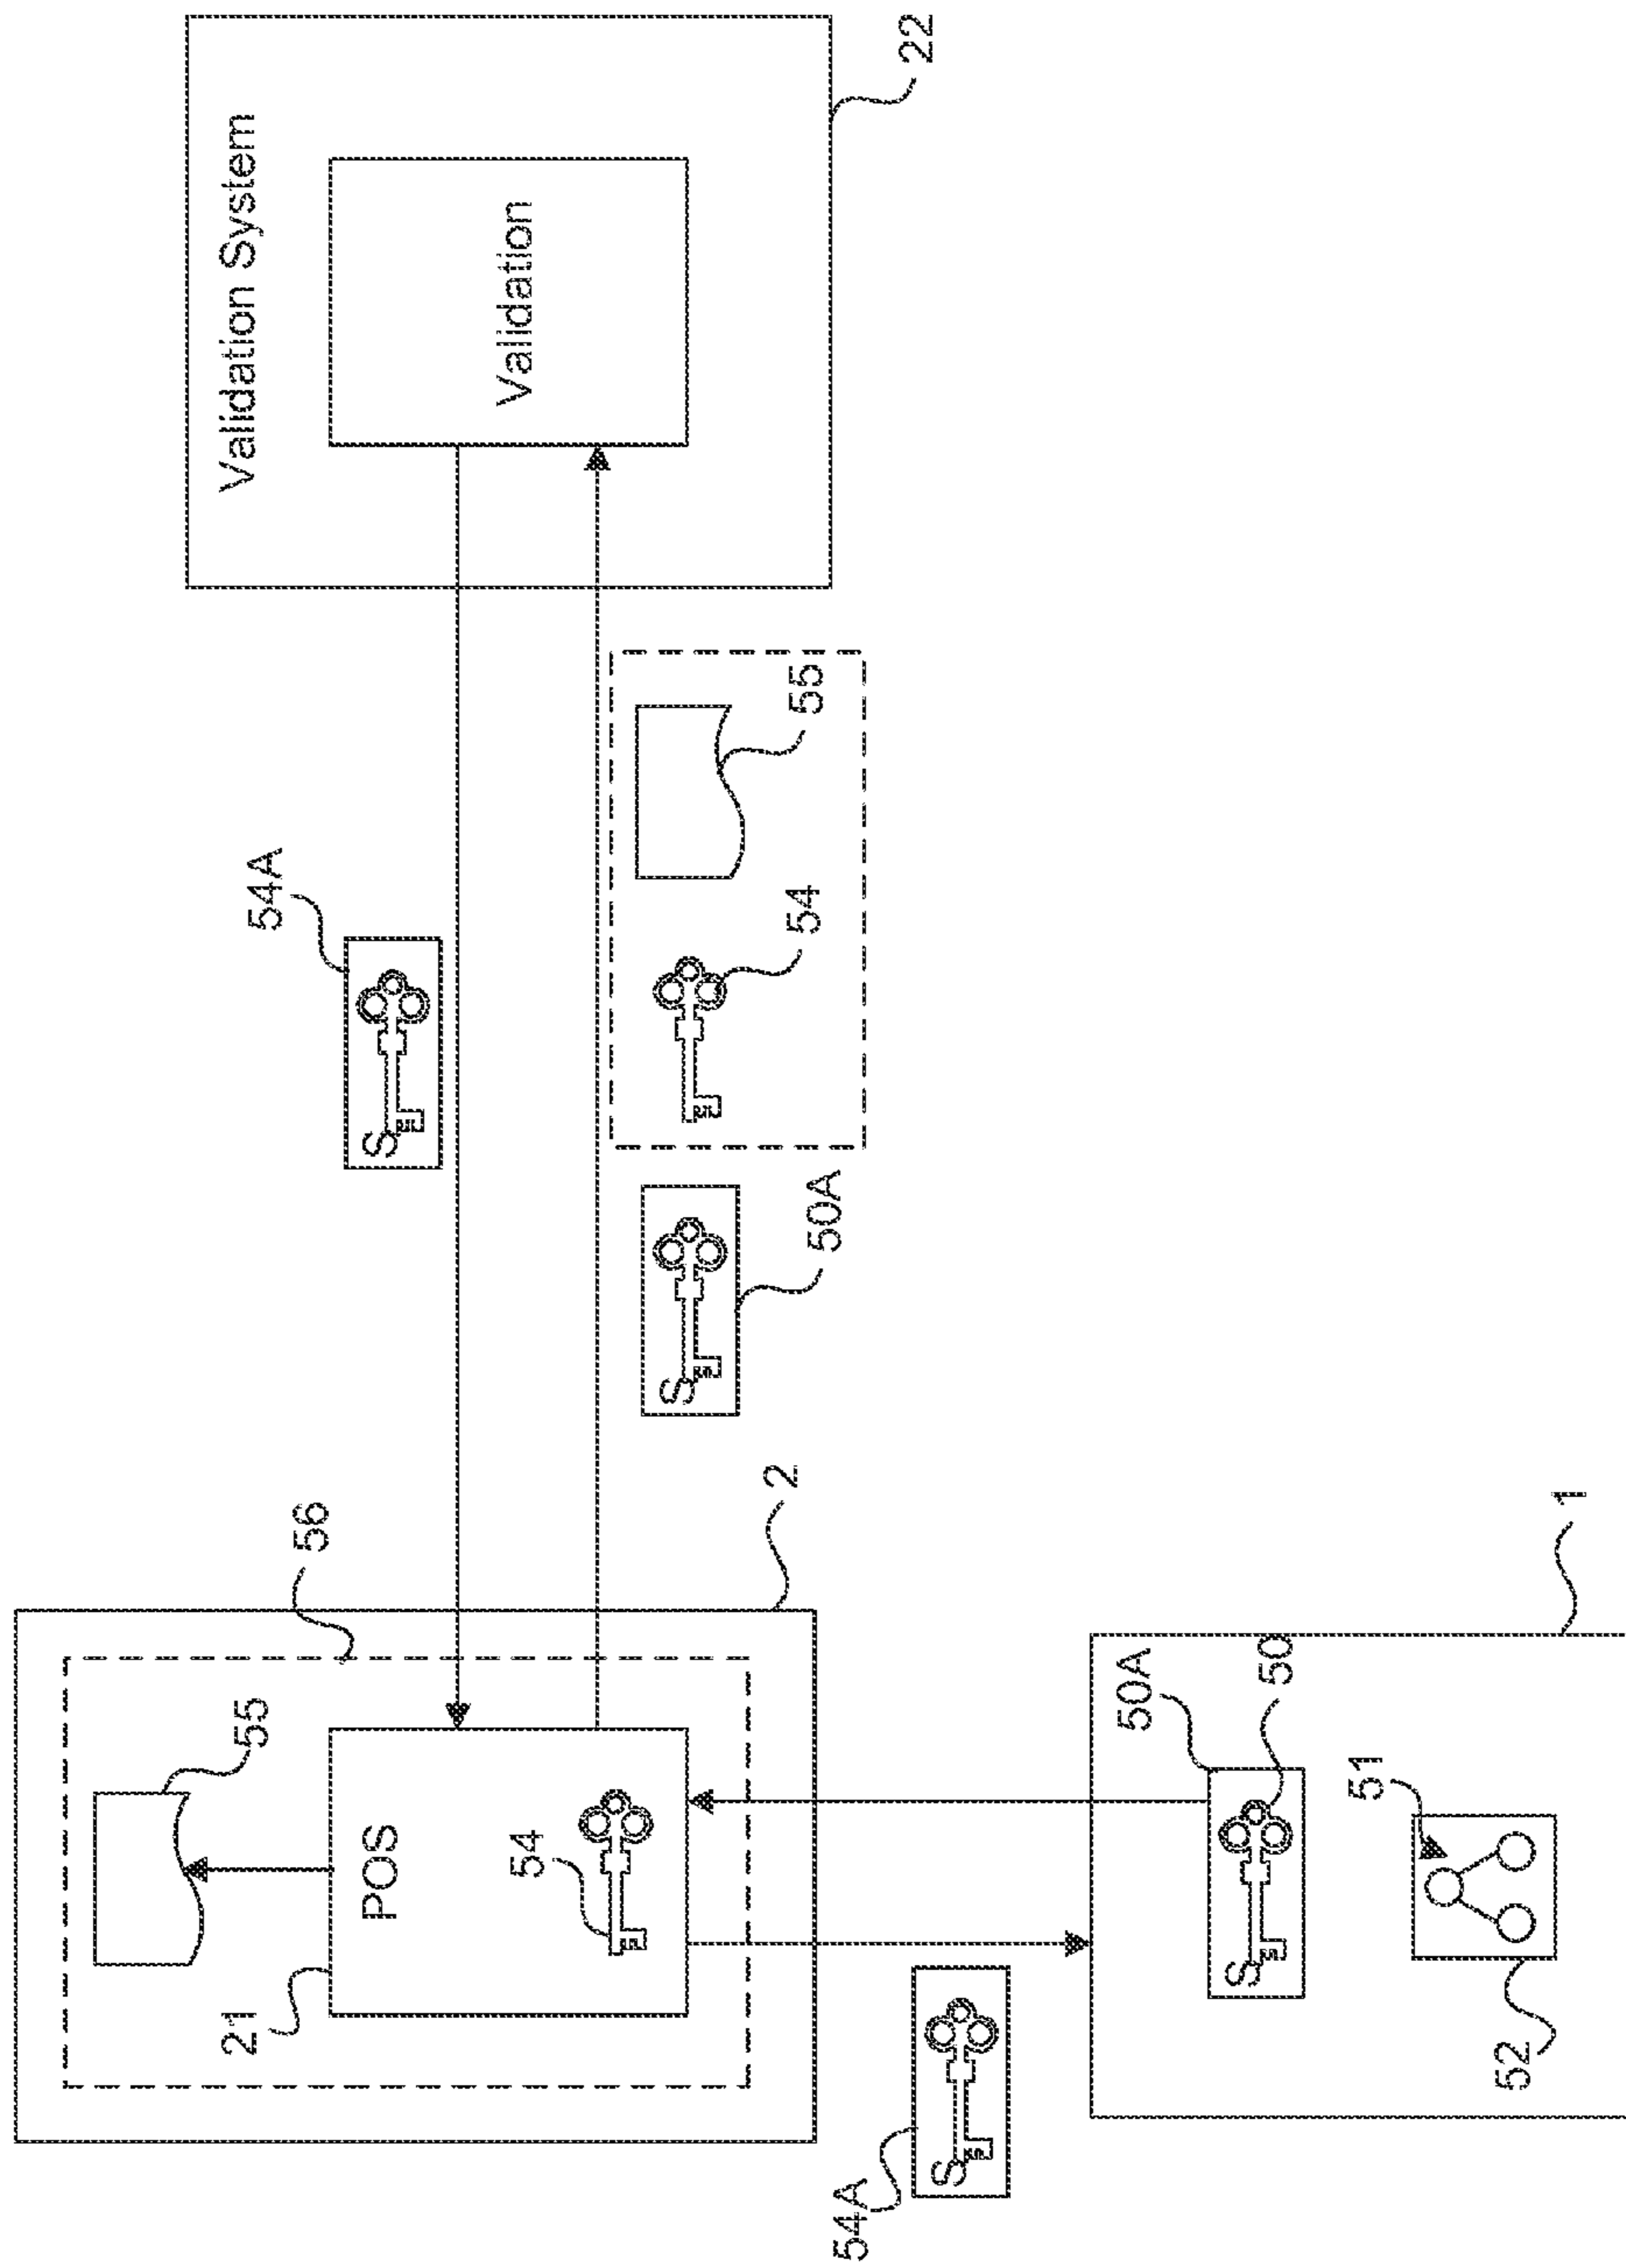 21
55
54A
Validation System
56
POS
S
Validation
54
S
2
54
55
50A
54A
22
S
50A
S
50
51
52
1